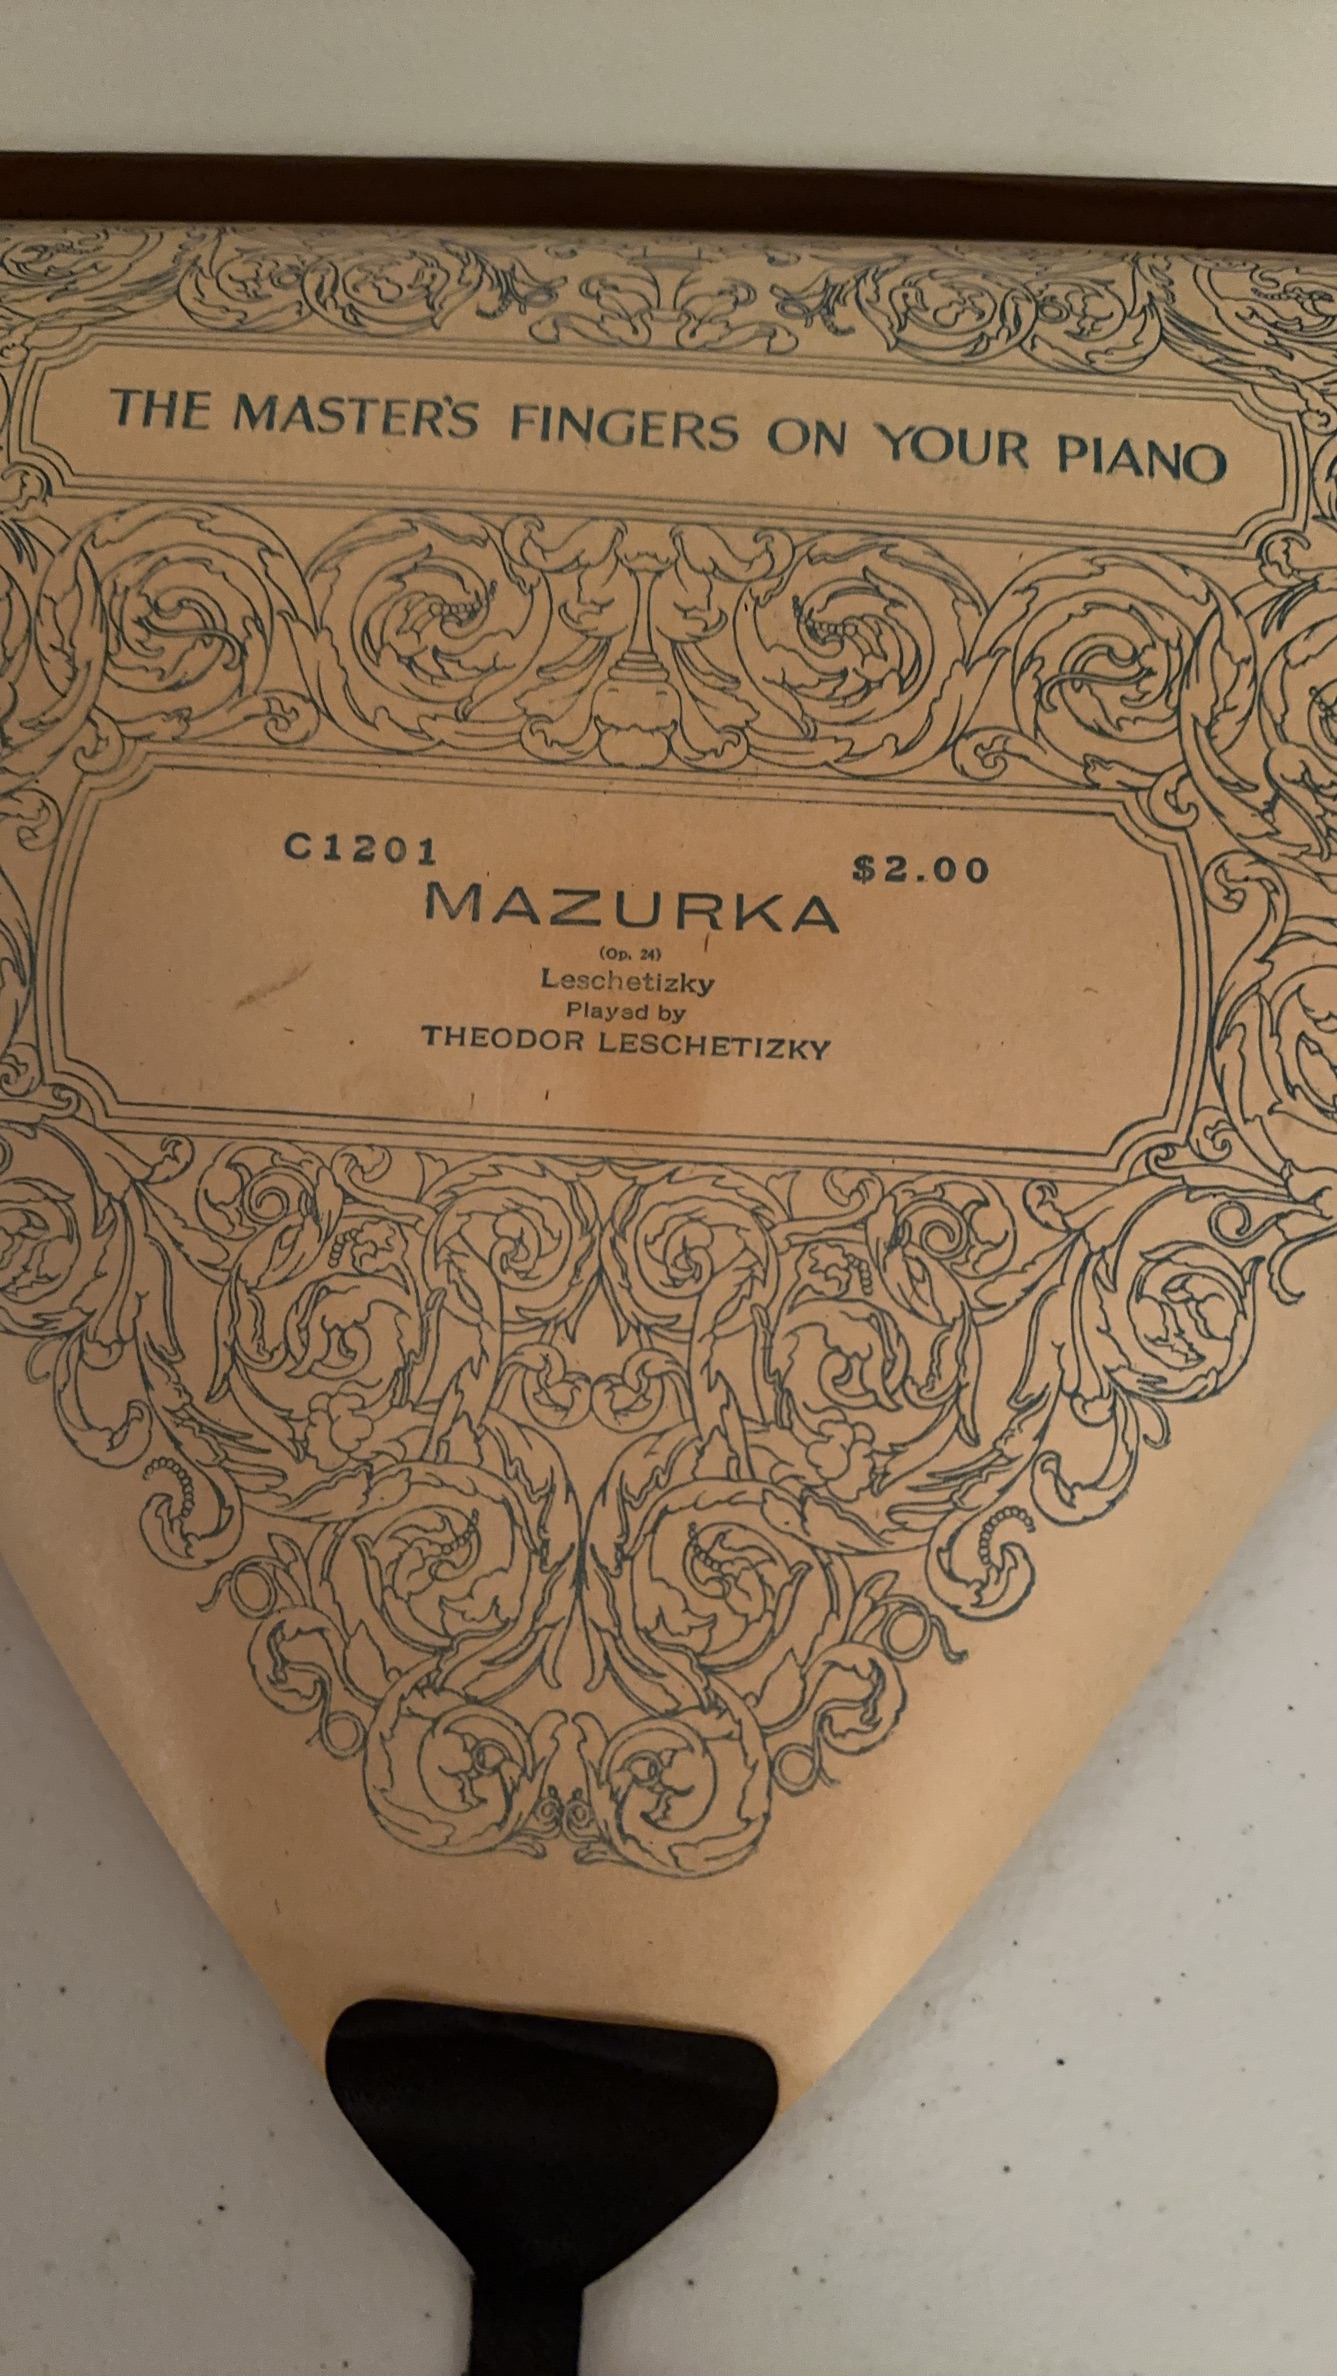 THE MASTER'S FINGERS ON YOUR PIANO
C1201 $2.00
MAZURKA
(Op. 24)
Leschetizky
Played by
THEODOR LESCHETIZKY